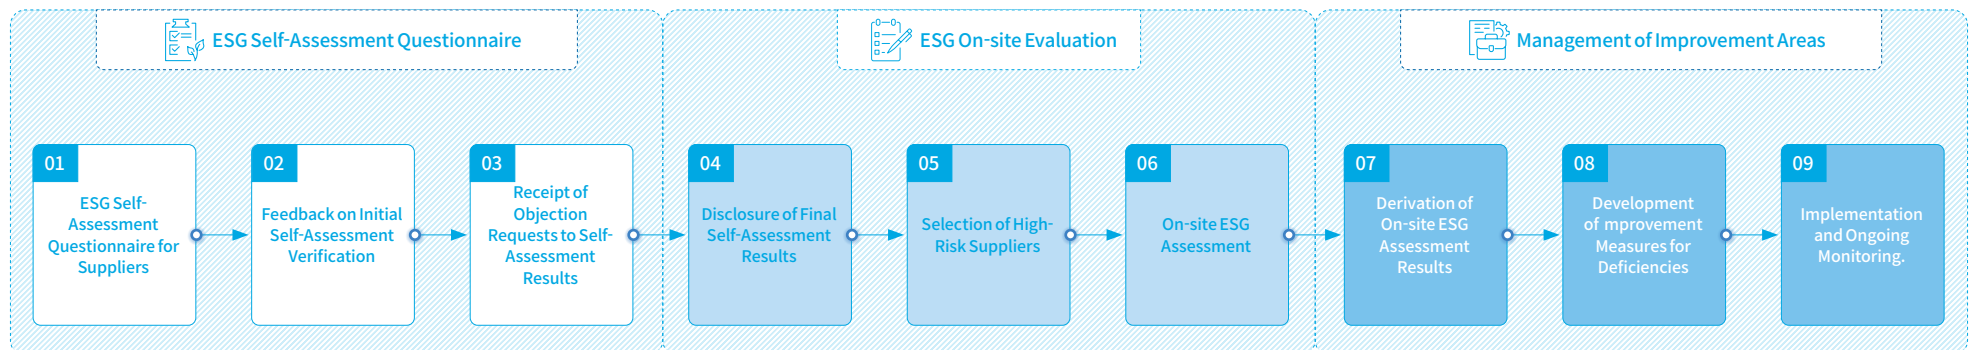 ESG Self-Assessment Questionnaire
ESG On-site Evaluation
Management of Improvement Areas
01
ESG Self-
Assessment
Questionnaire for
Suppliers
02
Feedback on Initial
Self-Assessment
Verification
03
Receipt of
Objection
Requests to Self-
Assessment
Results
04
Disclosure of Final
Self-Assessment
Results
05
Selection of High-
Risk Suppliers
06
On-site ESG
Assessment
07
Derivation of
On-site ESG
Assessment
Results
08
Development
of mprovement
Measures for
Deficiencies
09
Implementation
and Ongoing
Monitoring.